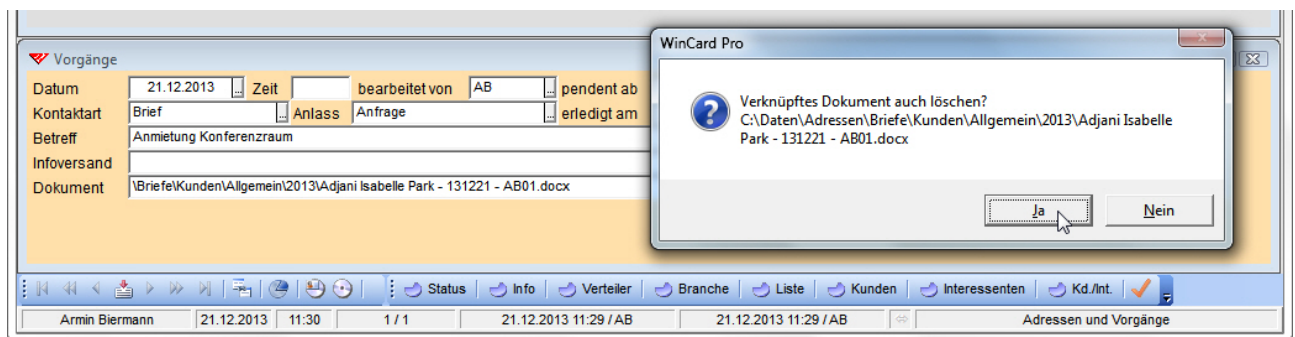 WinCard Pro
Vorgänge
Datum 21.12.2013 ... Zeit bearbeitet von AB ... pendent ab
Kontaktart Brief ... Anlass Anfrage ... erledigt am
Betreff Anmietung Konferenzraum
Infoversand
Dokument \Briefe\Kunden\Allgemein\2013\Adjani Isabelle Park - 131221 - AB01.docx
Verknüpftes Dokument auch löschen?
C:\Daten\Adressen\Briefe\Kunden\Allgemein\2013\Adjani Isabelle
Park - 131221 - AB01.docx
Ja Nein
Status Info Verteiler Branche Liste Kunden Interessenten Kd./Int.
Armin Biermann 21.12.2013 11:30 1 / 1 21.12.2013 11:29 / AB 21.12.2013 11:29 / AB Adressen und Vorgänge